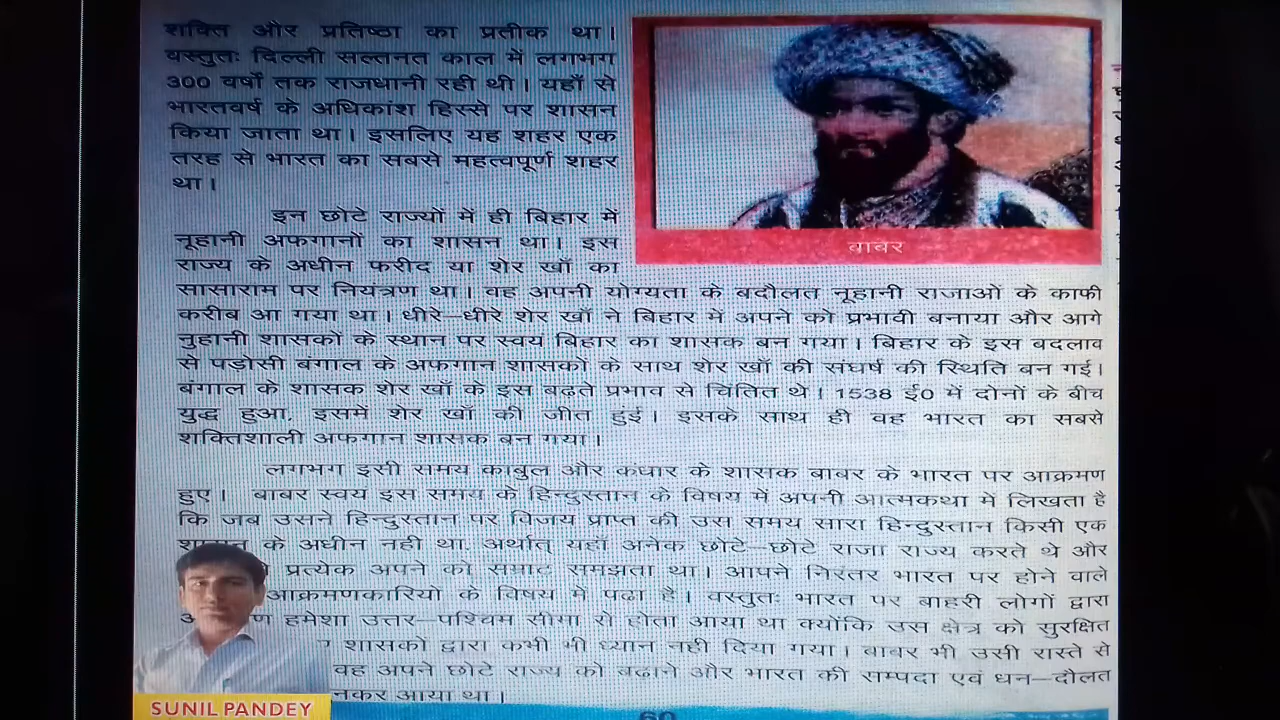 शक्ति और प्रतिष्ठा का प्रतीक था।
वस्तुतः दिल्ली सल्तनत काल में लगभग
300 वर्षों तक राजधानी रही थी। यहाँ से
भारतवर्ष के अधिकांश हिस्से पर शासन
किया जाता था। इसलिए यह शहर एक
तरह से भारत का सबसे महत्वपूर्ण शहर
था।
बाबर
इन छोटे राज्यों में ही बिहार में
नूहानी अफगानों का शासन था। इस
राज्य के अधीन फरीद या शेर खाँ का
सासाराम पर नियंत्रण था। वह अपनी योग्यता के बदौलत नूहानी राजाओं के काफी
करीब आ गया था। धीरे–धीरे शेर खाँ ने बिहार में अपने को प्रभावी बनाया और आगे
नुहानी शासकों के स्थान पर स्वयं बिहार का शासक बन गया। बिहार के इस बदलाव
से पड़ोसी बंगाल के अफगान शासकों के साथ शेर खाँ की संघर्ष की स्थिति बन गई।
बंगाल के शासक शेर खाँ के इस बढ़ते प्रभाव से चिंतित थे। 1538 ई0 में दोनों के बीच
युद्ध हुआ, इसमें शेर खाँ की जीत हुई। इसके साथ ही वह भारत का सबसे
शक्तिशाली अफगान शासक बन गया।
लगभग इसी समय काबुल और कंधार के शासक बाबर के भारत पर आक्रमण
हुए। बाबर स्वयं इस समय के हिन्दुस्तान के विषय में अपनी आत्मकथा में लिखता है
कि जब उसने हिन्दुस्तान पर विजय प्राप्त की उस समय सारा हिन्दुस्तान किसी एक
के अधीन नहीं था, अर्थात् यहाँ अनेक छोटे–छोटे राजा राज्य करते थे और
प्रत्येक अपने को सम्राट समझता था। आपने निरंतर भारत पर होने वाले
आक्रमणकारियों के विषय में पढ़ा है। वस्तुतः भारत पर बाहरी लोगों द्वारा
हमेशा उत्तर–पश्चिम सीमा से होता आया था क्योंकि उस क्षेत्र को सुरक्षित
शासकों द्वारा कभी भी ध्यान नहीं दिया गया। बाबर भी उसी रास्ते से
वह अपने छोटे राज्य को बढ़ाने और भारत की सम्पदा एवं धन–दौलत
नकर आया था।
SUNIL PANDEY
60